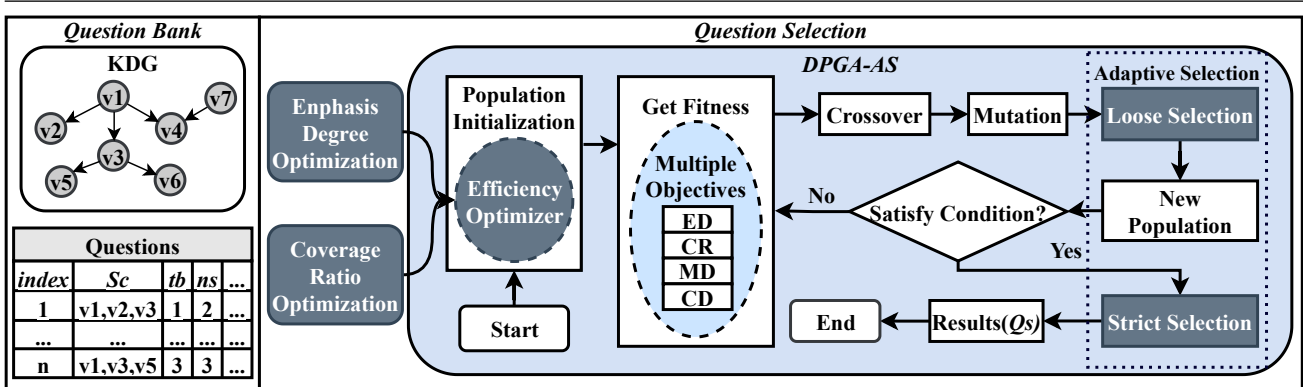 Question Bank
KDG
v1
v7
v2
v4
v3
v5
v6
Questions
index Sc tb ns ...
1 v1,v2,v3 1 2 ...
... ... ... ... ...
n v1,v3,v5 3 3 ...
Question Selection
DPGA-AS
Enphasis
Degree
Optimization
Coverage
Ratio
Optimization
Population
Initialization
Efficiency
Optimizer
Start
Get Fitness
Multiple
Objectives
ED
CR
MD
CD
Crossover
Mutation
Adaptive Selection
Loose Selection
New
Population
Satisfy Condition?
No
Yes
Strict Selection
Results(Qs)
End